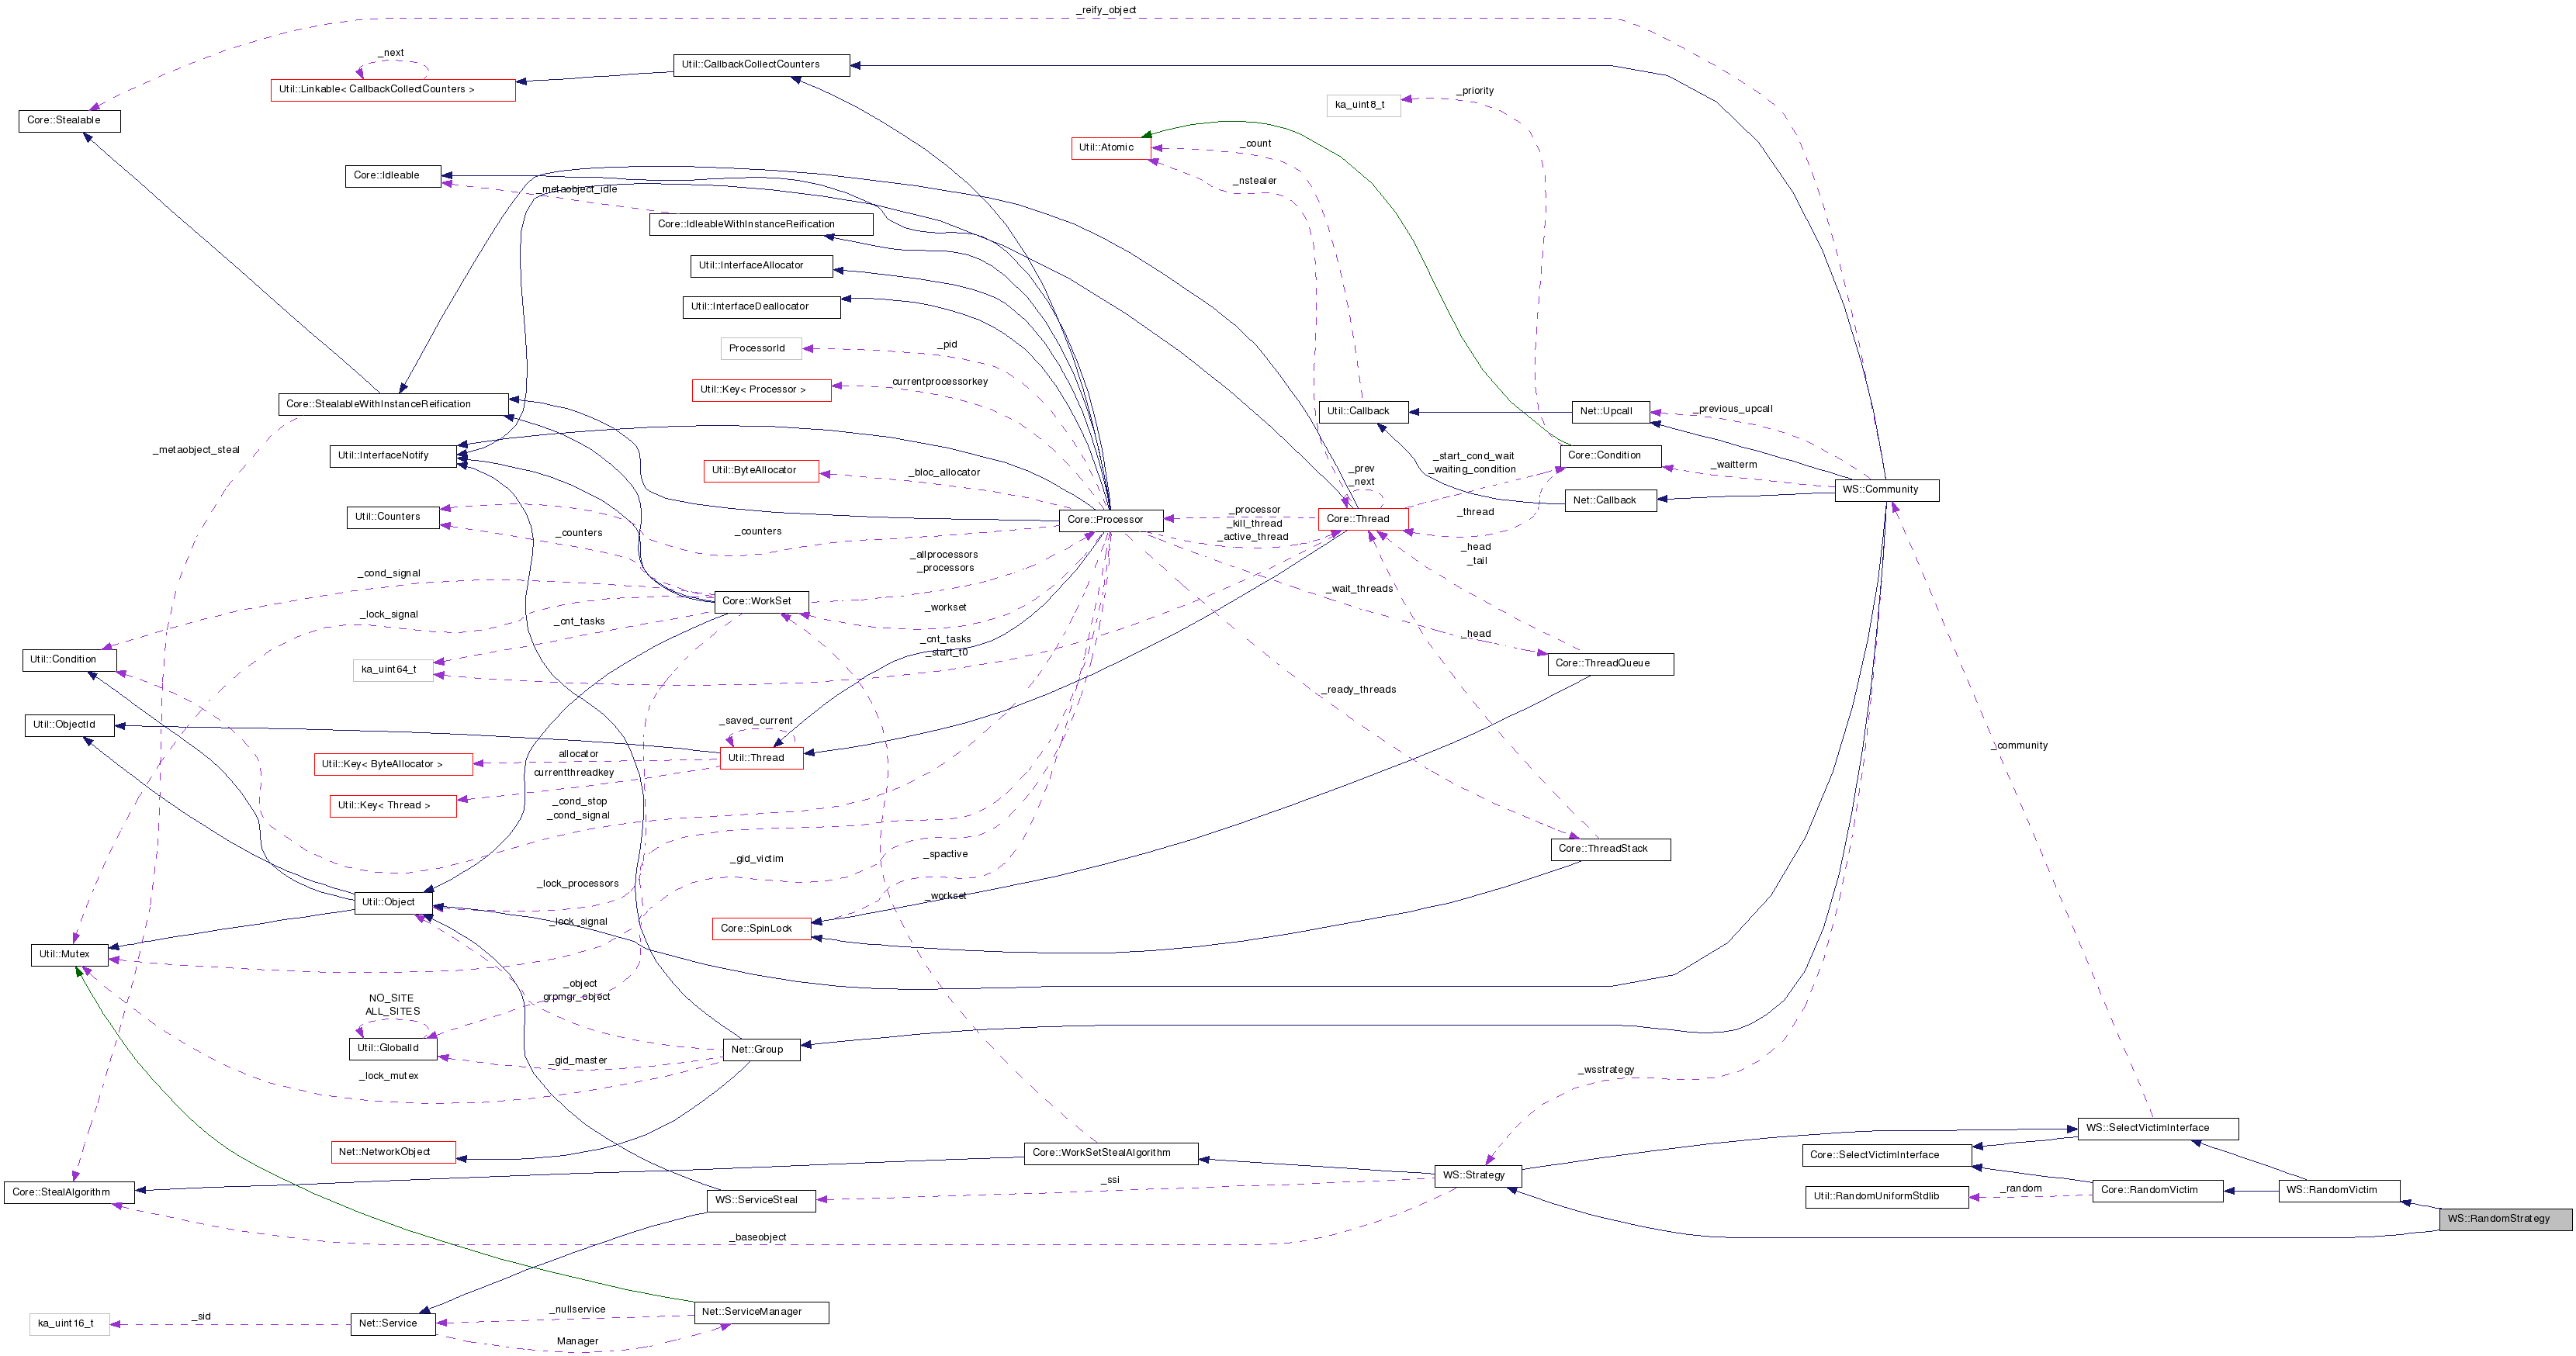 _reify_object
_next
Util::CallbackCollectCounters
Util::Linkable< CallbackCollectCounters >
_priority
ka_uint8_t
Core::Stealable
Util::Atomic
_count
Core::Idleable
_nstealer
_metaobject_idle
Core::IdleableWithInstanceReification
Util::InterfaceAllocator
Util::InterfaceDeallocator
ProcessorId
_pid
Util::Key< Processor >
currentprocessorkey
Core::StealableWithInstanceReification
Util::Callback
Net::Upcall
_previous_upcall
_metaobject_steal
Util::InterfaceNotify
_start_cond_wait
_waiting_condition
Core::Condition
_waitterm
Util::ByteAllocator
_bloc_allocator
_prev
_next
WS::Community
Net::Callback
Util::Counters
_counters
_counters
Core::Processor
_processor
_kill_thread
_active_thread
Core::Thread
_thread
_head
_tail
_allprocessors
_processors
_cond_signal
_lock_signal
Core::WorkSet
_workset
_wait_threads
_cnt_tasks
_cnt_tasks
_start_t0
_head
Util::Condition
ka_uint64_t
Core::ThreadQueue
_ready_threads
Util::ObjectId
_saved_current
_community
Util::Key< ByteAllocator >
allocator
Util::Thread
currentthreadkey
Util::Key< Thread >
_cond_stop
_cond_signal
Core::ThreadStack
_gid_victim
_spactive
_lock_processors
Util::Object
_workset
_lock_signal
Core::SpinLock
Util::Mutex
_object
grpmgr_object
NO_SITE
ALL_SITES
Util::GlobalId
_gid_master
Net::Group
_lock_mutex
_wsstrategy
WS::SelectVictimInterface
Net::NetworkObject
Core::WorkSetStealAlgorithm
Core::SelectVictimInterface
WS::Strategy
_ssi
Core::StealAlgorithm
WS::ServiceSteal
Util::RandomUniformStdlib
_random
Core::RandomVictim
WS::RandomVictim
WS::RandomStrategy
_baseobject
Net::ServiceManager
_nullservice
ka_uint16_t
_sid
Net::Service
Manager